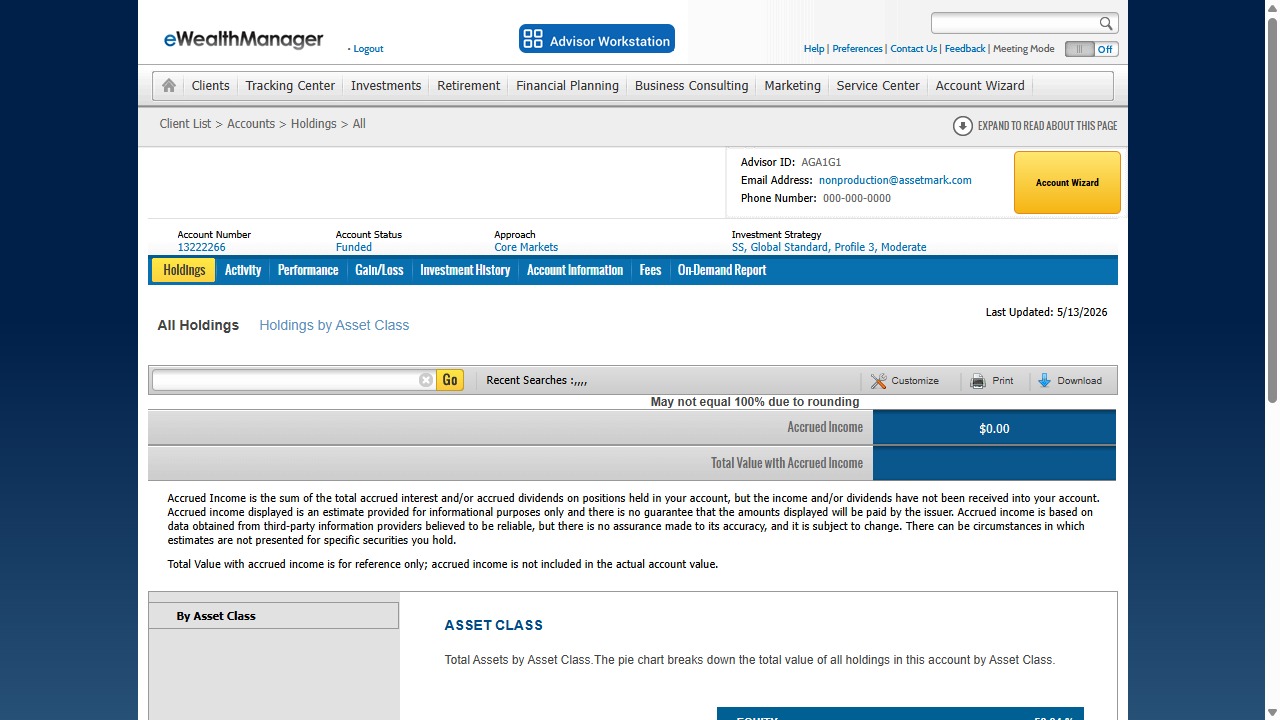 eWealthManager
• Logout
Advisor Workstation
Help | Preferences | Contact Us | Feedback | Meeting Mode Off
Clients Tracking Center Investments Retirement Financial Planning Business Consulting Marketing Service Center Account Wizard
Client List > Accounts > Holdings > All
EXPAND TO READ ABOUT THIS PAGE
Advisor ID: AGA1G1
Email Address: nonproduction@assetmark.com
Phone Number: 000-000-0000
Account Wizard
Account Number Account Status Approach Investment Strategy
13222266 Funded Core Markets SS, Global Standard, Profile 3, Moderate
Holdings Activity Performance Gain/Loss Investment History Account Information Fees On-Demand Report
Last Updated: 5/13/2026
All Holdings Holdings by Asset Class
Go Recent Searches :,,,, Customize Print Download
May not equal 100% due to rounding
Accrued Income $0.00
Total Value with Accrued Income
Accrued Income is the sum of the total accrued interest and/or accrued dividends on positions held in your account, but the income and/or dividends have not been received into your account.
Accrued income displayed is an estimate provided for informational purposes only and there is no guarantee that the amounts displayed will be paid by the issuer. Accrued income is based on
data obtained from third-party information providers believed to be reliable, but there is no assurance made to its accuracy, and it is subject to change. There can be circumstances in which
estimates are not presented for specific securities you hold.
Total Value with accrued income is for reference only; accrued income is not included in the actual account value.
By Asset Class
ASSET CLASS
Total Assets by Asset Class.The pie chart breaks down the total value of all holdings in this account by Asset Class.
EQUITY